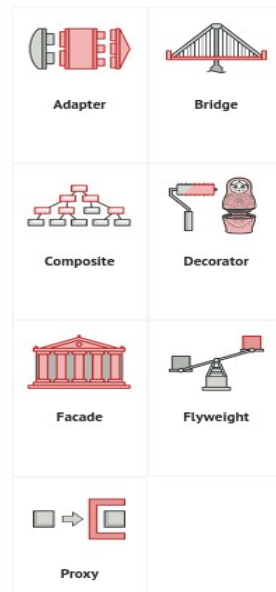 Adapter
Bridge
Composite
Decorator
Facade
Flyweight
Proxy